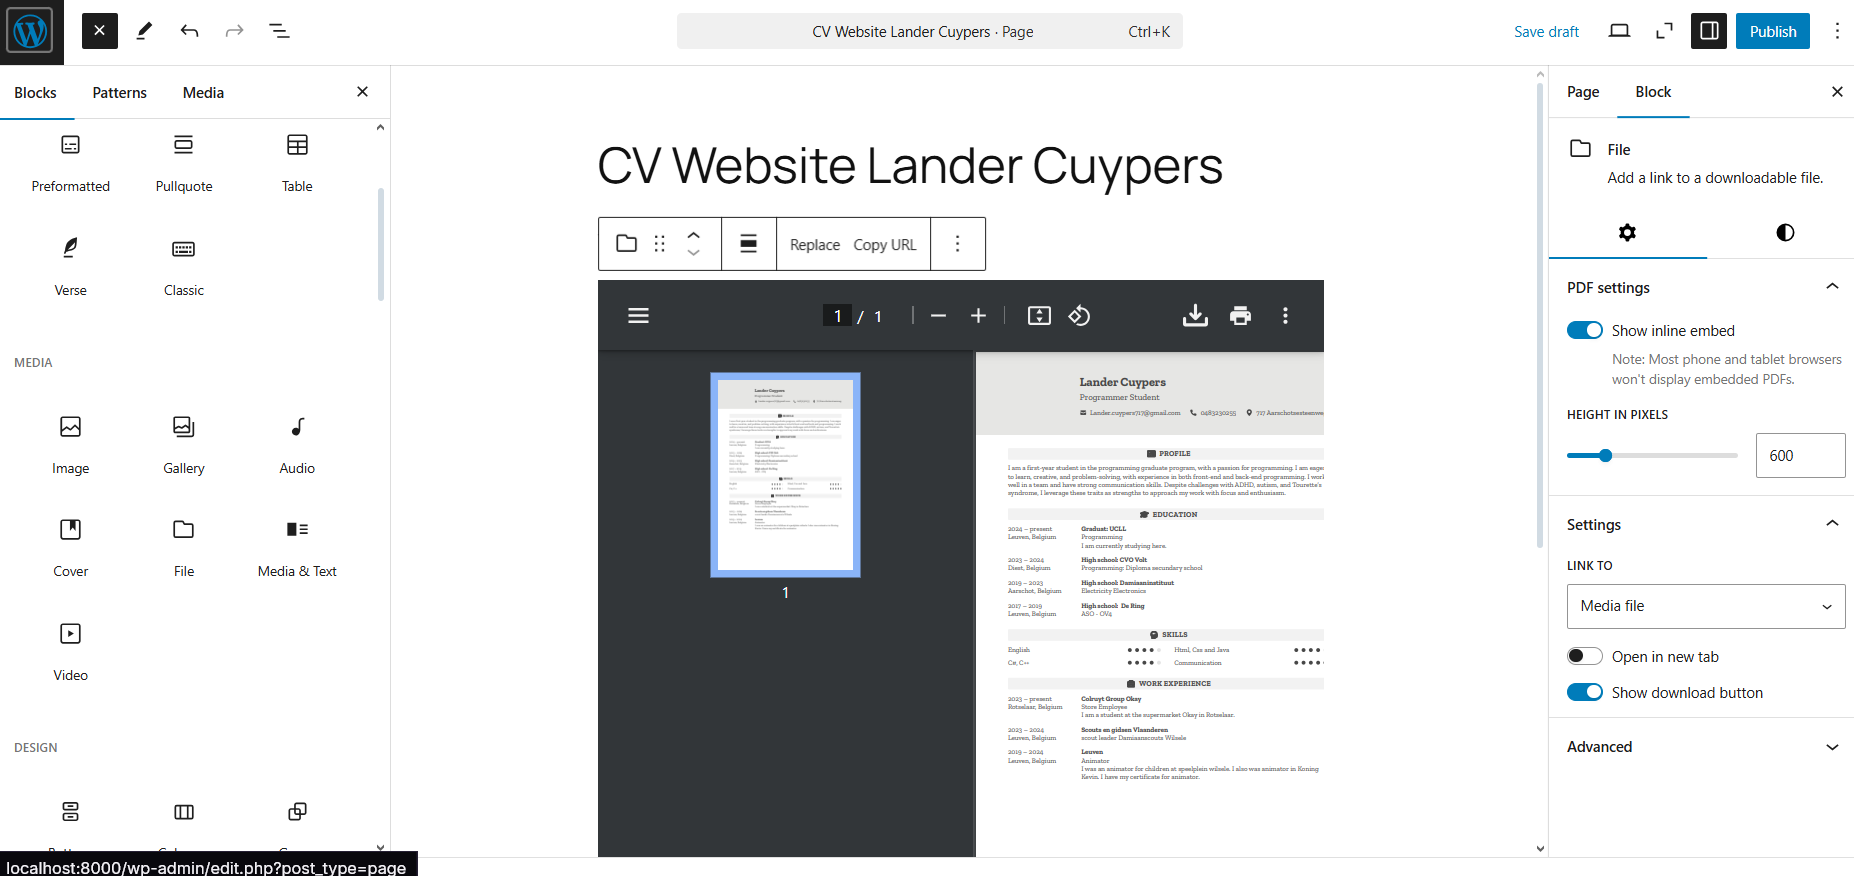 CV Website Lander Cuypers · Page
Ctrl+K
Save draft
Publish
Blocks
Patterns
Media
Preformatted
Pullquote
Table
Verse
Classic
MEDIA
Image
Gallery
Audio
Cover
File
Media & Text
Video
DESIGN
localhost:8000/wp-admin/edit.php?post_type=page
CV Website Lander Cuypers
Replace
Copy URL
1 / 1
1
Lander Cuypers
Programmer Student
Lander.cuypers717@gmail.com
0483230255
717 Aarschotsesteenwe
PROFILE
I am a first-year student in the programming graduate program, with a passion for programming. I am eage
to learn, creative, and problem-solving, with experience in both front-end and back-end programming. I work
well in a team and have strong communication skills. Despite challenges with ADHD, autism, and Tourette's
syndrome, I leverage these traits as strengths to approach my work with focus and enthusiasm.
EDUCATION
2024 – present
Graduat: UCLL
Leuven, Belgium
Programming
I am currently studying here.
2023 – 2024
High school: CVO Volt
Diest, Belgium
Programming: Diploma secundary school
2019 – 2023
High school: Damiaaninstituut
Aarschot, Belgium
Electricity Electronics
2017 – 2019
High school: De Ring
Leuven, Belgium
ASO - OV4
SKILLS
English
Html, Css and Java
C#, C++
Communication
WORK EXPERIENCE
2023 – present
Colruyt Group Okay
Rotselaar, Belgium
Store Employee
I am a student at the supermarket Okay in Rotselaar.
2023 – 2024
Scouts en gidsen Vlaanderen
Leuven, Belgium
scout leader Damiaanscouts Wilsele
2019 – 2024
Leuven
Leuven, Belgium
Animator
I was an animator for children at speelplein wilsele. I also was animator in Koning
Kevin. I have my certificate for animator.
Page
Block
File
Add a link to a downloadable file.
PDF settings
Show inline embed
Note: Most phone and tablet browsers
won't display embedded PDFs.
HEIGHT IN PIXELS
600
Settings
LINK TO
Media file
Open in new tab
Show download button
Advanced